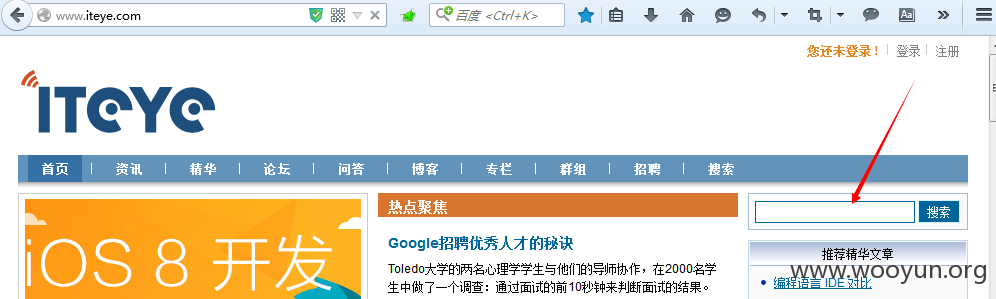 www.iteye.com
百度 <Ctrl+K>
您还未登录 ! 登录 注册
ITeye
首页 资讯 精华 论坛 问答 博客 专栏 群组 招聘 搜索
iOS 8 开发
热点聚焦
搜索
Google招聘优秀人才的秘诀
Toledo大学的两名心理学学生与他们的导师协作，在2000名学
生中做了一个调查：通过面试的前10秒钟来判断面试的结果。
推荐精华文章
编程语言 IDE 对比
www.wooyun.org